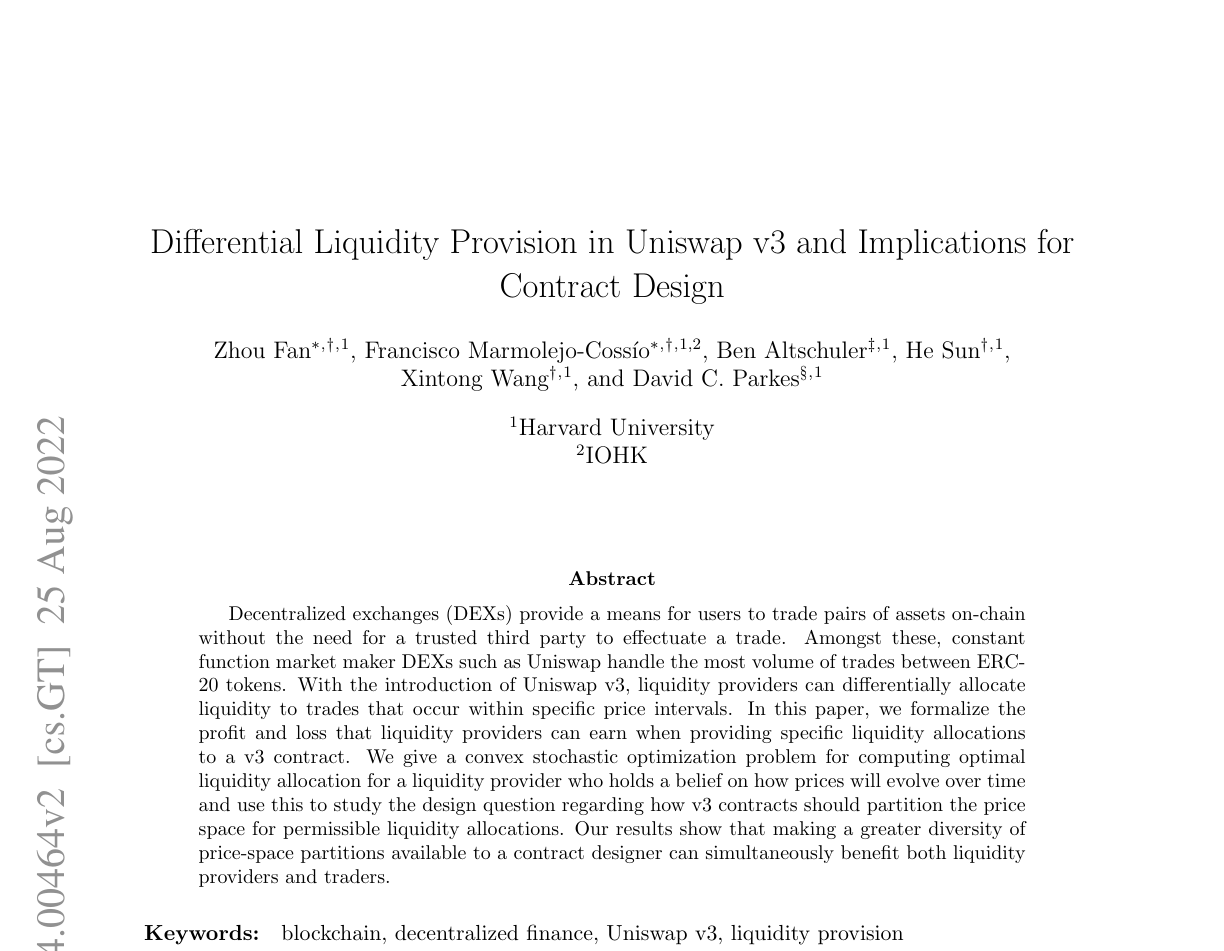 Differential Liquidity Provision in Uniswap v3 and Implications for
Contract Design
Zhou Fan*,†,1, Francisco Marmolejo-Cossío*,†,1,2, Ben Altschuler‡,1, He Sun†,1,
Xintong Wang†,1, and David C. Parkes§,1
1Harvard University
2IOHK
Abstract
Decentralized exchanges (DEXs) provide a means for users to trade pairs of assets on-chain
without the need for a trusted third party to effectuate a trade. Amongst these, constant
function market maker DEXs such as Uniswap handle the most volume of trades between ERC-
20 tokens. With the introduction of Uniswap v3, liquidity providers can differentially allocate
liquidity to trades that occur within specific price intervals. In this paper, we formalize the
profit and loss that liquidity providers can earn when providing specific liquidity allocations
to a v3 contract. We give a convex stochastic optimization problem for computing optimal
liquidity allocation for a liquidity provider who holds a belief on how prices will evolve over time
and use this to study the design question regarding how v3 contracts should partition the price
space for permissible liquidity allocations. Our results show that making a greater diversity of
price-space partitions available to a contract designer can simultaneously benefit both liquidity
providers and traders.
Keywords: blockchain, decentralized finance, Uniswap v3, liquidity provision
4.00464v2 [cs.GT] 25 Aug 2022